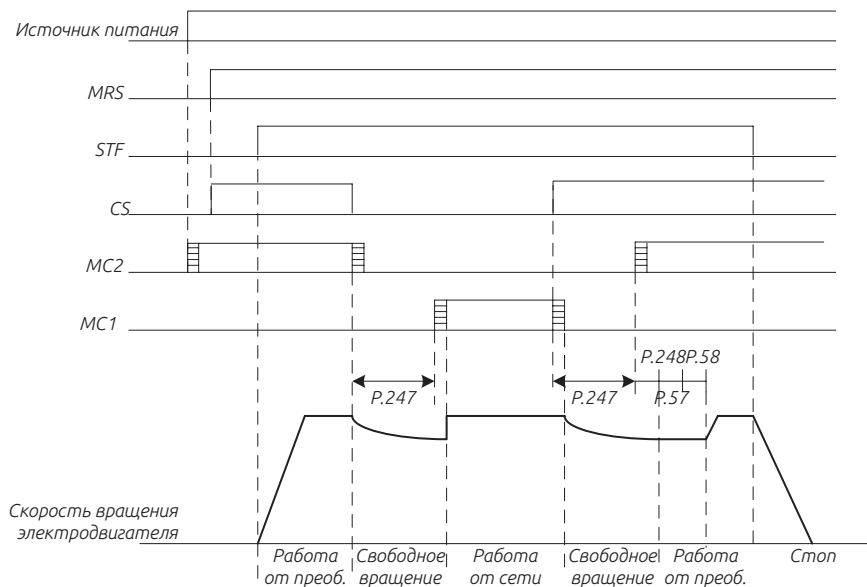 Источник питания
MRS
STF
CS
MC2
MC1
P.248 P.58
P.247
P.247
P.57
Скорость вращения
электродвигателя
Работа
от преоб.
Свободное
вращение
Работа
от сети
Свободное
вращение
Работа
от преоб.
Стоп